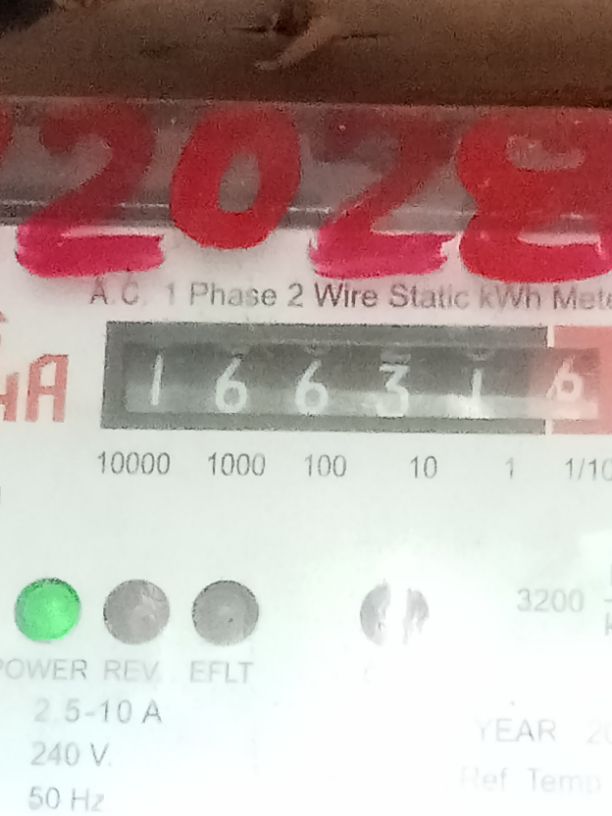 2028
A.C. 1 Phase 2 Wire Static kWh Mete
1 6 6 3 1 6
HA
10000 1000 100 10 1 1/10
3200
POWER REV. EFLT
2.5-10 A
240 V.
50 Hz
YEAR 20
Ref. Temp